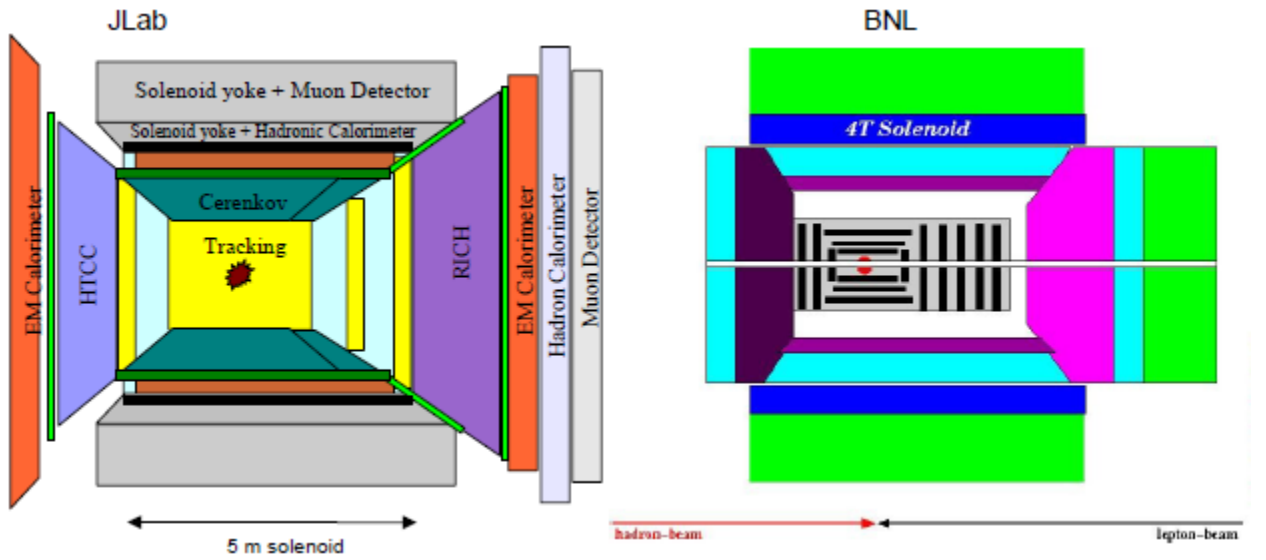 JLab
BNL
Solenoid yoke + Muon Detector
Solenoid yoke + Hadronic Calorimeter
EM Calorimeter
HTCC
Cerenkov
Tracking
RICH
EM Calorimeter
Hadron Calorimeter
Muon Detector
5 m solenoid
4T Solenoid
hadron-beam
lepton-beam